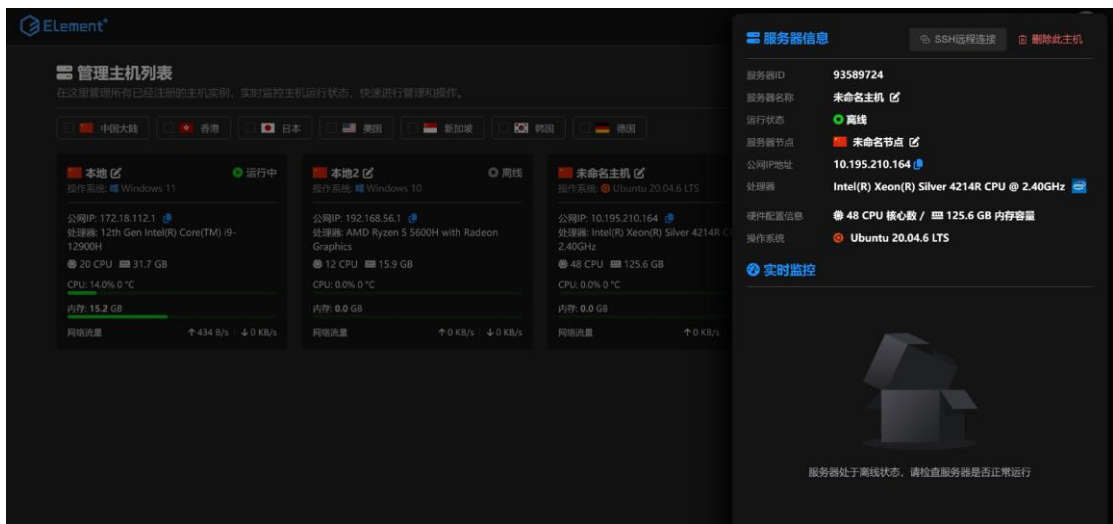 ELement+
管理主机列表
在这里管理所有已经注册的主机实例，实时监控主机运行状态，快速进行管理和操作。
中国大陆 香港 日本 美国 新加坡 韩国 德国
本地 运行中
操作系统: Windows 11
公网IP: 172.18.112.1
处理器: 12th Gen Intel(R) Core(TM) i9-
12900H
20 CPU 31.7 GB
CPU: 14.0% 0 °C
内存: 15.2 GB
网络流量 ↑434 B/s ↓0 KB/s
本地2 离线
操作系统: Windows 10
公网IP: 192.168.56.1
处理器: AMD Ryzen 5 5600H with Radeon
Graphics
12 CPU 15.9 GB
CPU: 0.0% 0 °C
内存: 0.0 GB
网络流量 ↑0 KB/s ↓0 KB/s
未命名主机
操作系统: Ubuntu 20.04.6 LTS
公网IP: 10.195.210.164
处理器: Intel(R) Xeon(R) Silver 4214R
2.40GHz
48 CPU 125.6 GB
CPU: 0.0% 0 °C
内存: 0.0 GB
网络流量 ↑0 KB/s
服务器信息 SSH远程连接 删除此主机
服务器ID 93589724
服务器名称 未命名主机
运行状态 离线
服务器节点 未命名节点
公网IP地址 10.195.210.164
处理器 Intel(R) Xeon(R) Silver 4214R CPU @ 2.40GHz
硬件配置信息 48 CPU 核心数 / 125.6 GB 内存容量
操作系统 Ubuntu 20.04.6 LTS
实时监控
服务器处于离线状态，请检查服务器是否正常运行